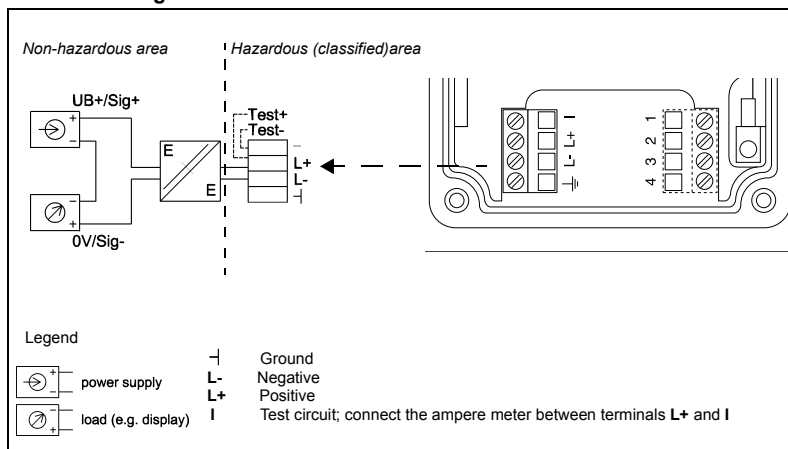 Non-hazardous area
Hazardous (classified)area
UB+/Sig+
Test+
Test-
+
-
L+
L-
E
E
-
+
0V/Sig-
I
L+
L-
1
2
3
4
Legend
+
-
power supply
-
+
load (e.g. display)
Ground
L- Negative
L+ Positive
I Test circuit; connect the ampere meter between terminals L+ and I